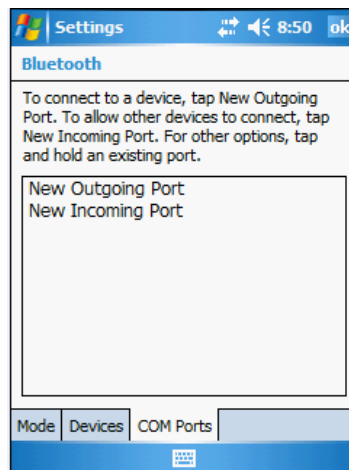 Settings 8:50 ok
Bluetooth
To connect to a device, tap New Outgoing
Port. To allow other devices to connect, tap
New Incoming Port. For other options, tap
and hold an existing port.
New Outgoing Port
New Incoming Port
Mode Devices COM Ports